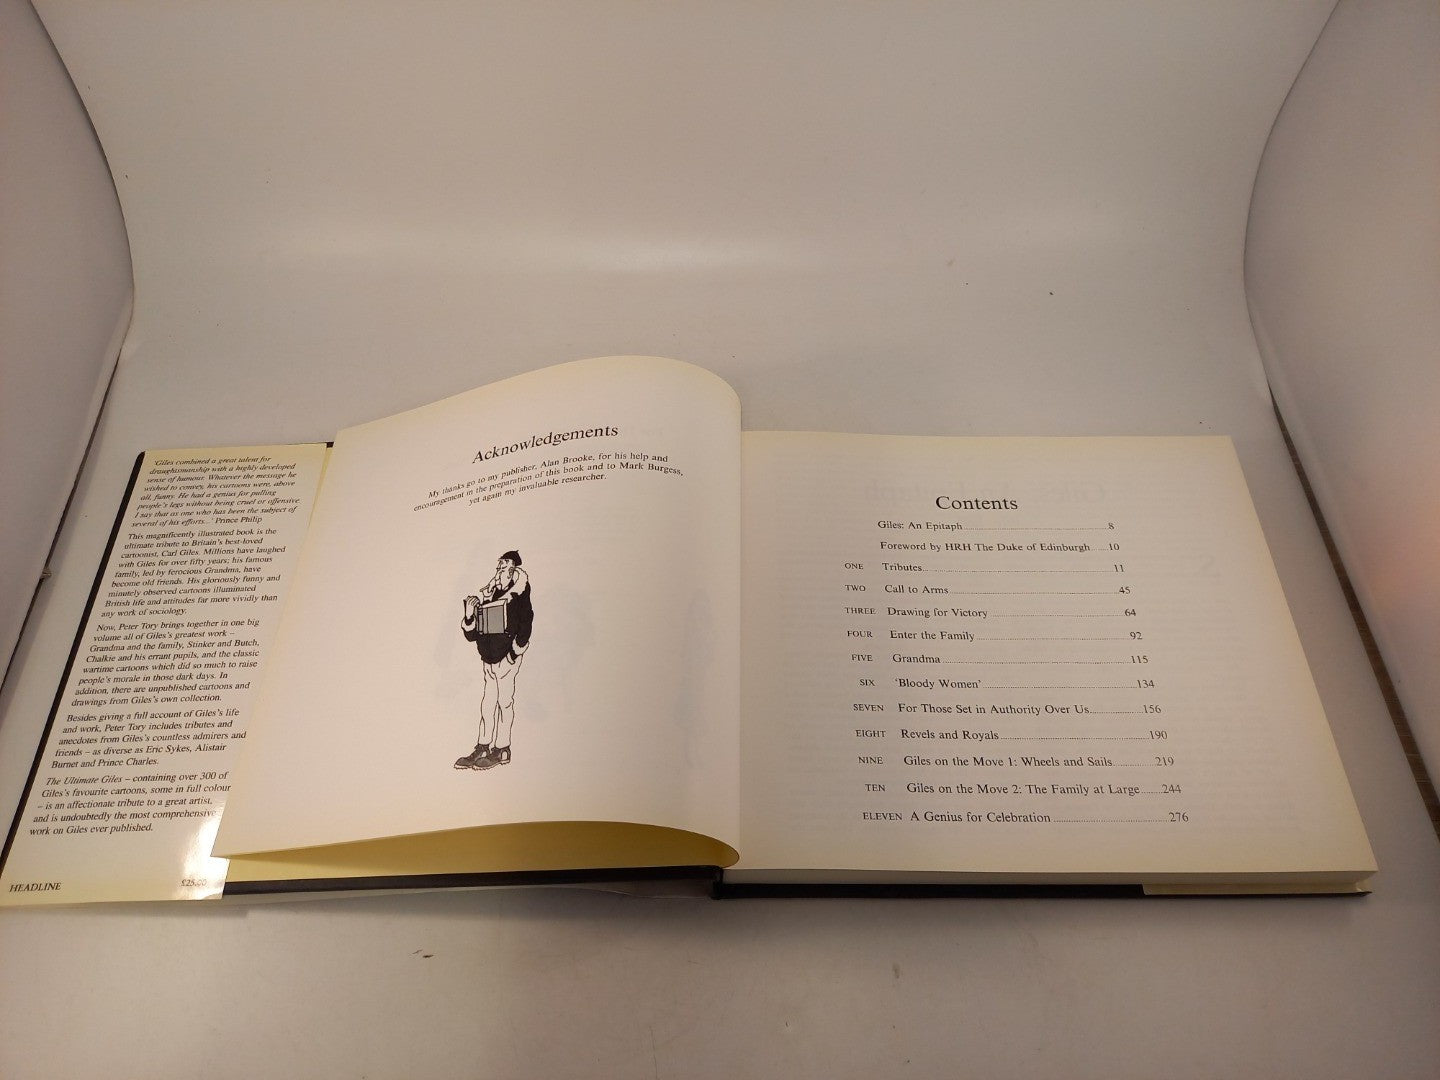 'Giles combined a great talent for
draughtsmanship with a highly developed
sense of humour. Whatever the message he
wished to convey, his cartoons were, above
all, funny. He had a genius for pulling
people's legs without being cruel or offensive.
I say that as one who has been the subject of
several of his efforts...' Prince Philip
This magnificently illustrated book is the
ultimate tribute to Britain's best-loved
cartoonist, Carl Giles. Millions have laughed
with Giles for over fifty years; his famous
family, led by ferocious Grandma, have
become old friends. His gloriously funny and
minutely observed cartoons illuminated
British life and attitudes far more vividly than
any work of sociology.
Now, Peter Tory brings together in one big
volume all of Giles's greatest work –
Grandma and the family, Stinker and Butch,
Chalkie and his errant pupils, and the classic
wartime cartoons which did so much to raise
people's morale in those dark days. In
addition, there are unpublished cartoons and
drawings from Giles's own collection.
Besides giving a full account of Giles's life
and work, Peter Tory includes tributes and
anecdotes from Giles's countless admirers and
friends – as diverse as Eric Sykes, Alistair
Burnet and Prince Charles.
The Ultimate Giles – containing over 300 of
Giles's favourite cartoons, some in full colour
– is an affectionate tribute to a great artist,
and is undoubtedly the most comprehensive
work on Giles ever published.
HEADLINE £25.00
Acknowledgements
My thanks go to my publisher, Alan Brooke, for his help and
encouragement in the preparation of this book and to Mark Burgess,
yet again my invaluable researcher.
Contents
Giles: An Epitaph 8
Foreword by HRH The Duke of Edinburgh 10
ONE Tributes 11
TWO Call to Arms 45
THREE Drawing for Victory 64
FOUR Enter the Family 92
FIVE Grandma 115
SIX 'Bloody Women' 134
SEVEN For Those Set in Authority Over Us 156
EIGHT Revels and Royals 190
NINE Giles on the Move 1: Wheels and Sails 219
TEN Giles on the Move 2: The Family at Large 244
ELEVEN A Genius for Celebration 276